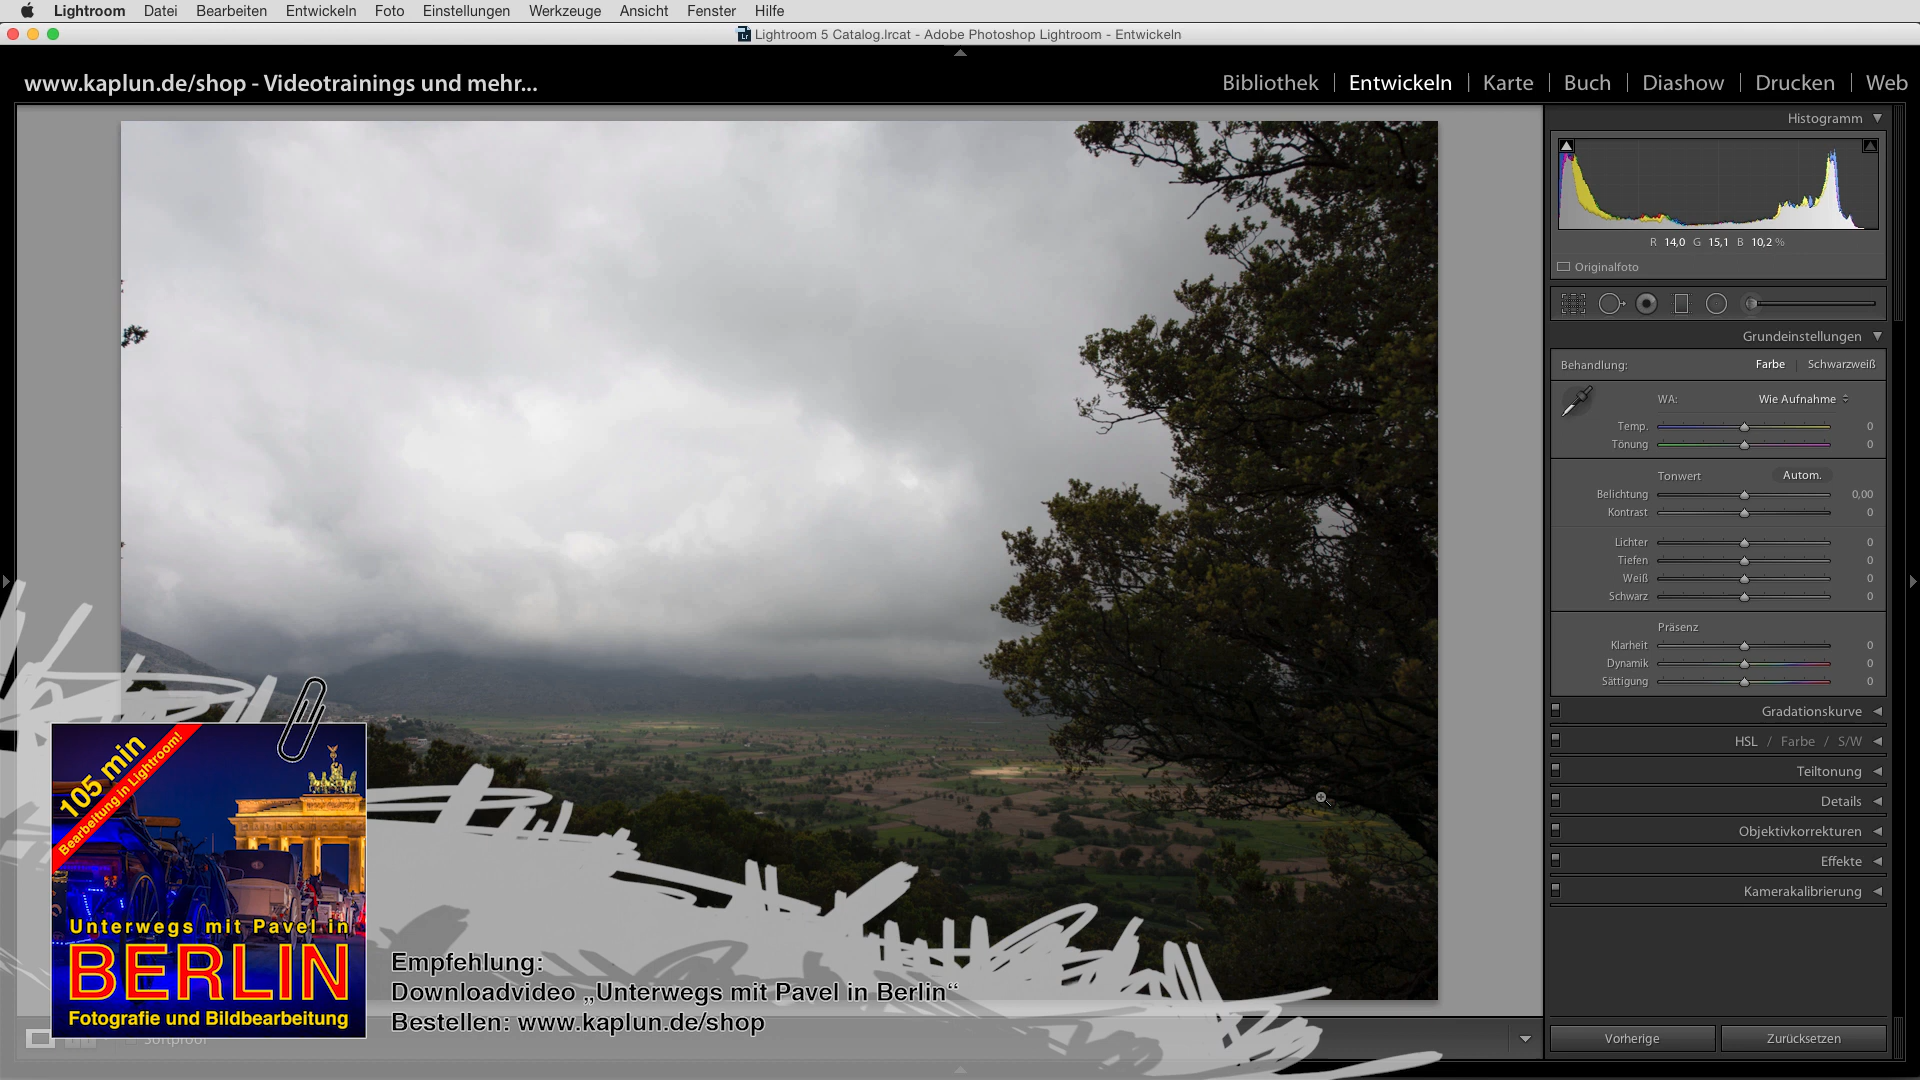 Lightroom Datei Bearbeiten Entwickeln Foto Einstellungen Werkzeuge Ansicht Fenster Hilfe
Lightroom 5 Catalog.lrcat - Adobe Photoshop Lightroom - Entwickeln
www.kaplun.de/shop - Videotrainings und mehr...
Bibliothek | Entwickeln | Karte | Buch | Diashow | Drucken | Web
Histogramm
R 14,0 G 15,1 B 10,2 %
Originalfoto
Grundeinstellungen
Behandlung: Farbe | Schwarzweiß
WA: Wie Aufnahme
Temp. 0
Tönung 0
Tonwert Autom.
Belichtung 0,00
Kontrast 0
Lichter 0
Tiefen 0
Weiß 0
Schwarz 0
Präsenz
Klarheit 0
Dynamik 0
Sättigung 0
Gradationskurve
HSL / Farbe / S/W
Teiltonung
Details
Objektivkorrekturen
Effekte
Kamerakalibrierung
Vorherige Zurücksetzen
105 min
Bearbeitung in Lightroom!
Unterwegs mit Pavel in
BERLIN
Fotografie und Bildbearbeitung
Empfehlung:
Downloadvideo „Unterwegs mit Pavel in Berlin“
Bestellen: www.kaplun.de/shop
Softproof